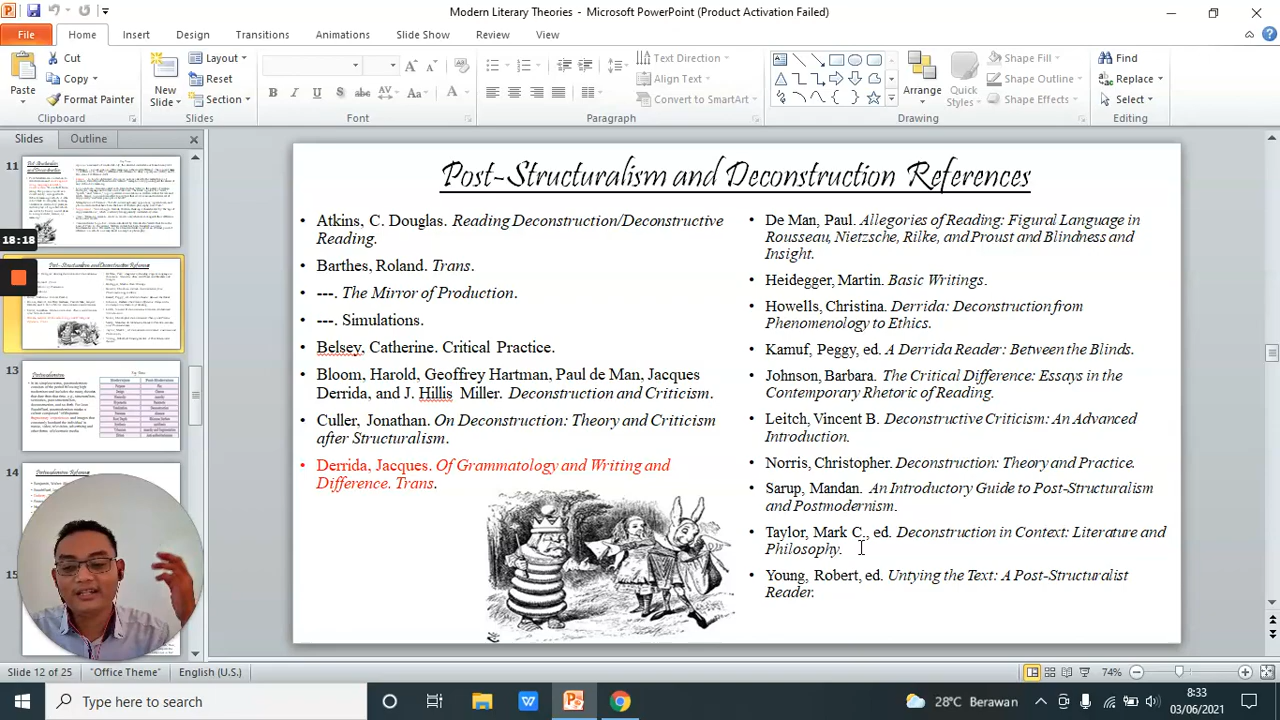 Modern Literary Theories - Microsoft PowerPoint (Product Activation Failed)
File Home Insert Design Transitions Animations Slide Show Review View
Paste
Cut
Copy
Format Painter
Clipboard
New
Slide
Layout
Reset
Section
Slides
B I U S abc AV Aa A
Font
Text Direction
Align Text
Convert to SmartArt
Paragraph
Arrange
Quick
Styles
Shape Fill
Shape Outline
Shape Effects
Drawing
Find
Replace
Select
Editing
Slides Outline
11
18:18
13
14
15
Post-Structuralism and Deconstruction References
• Atkins, C. Douglas. Reading Deconstruction/Deconstructive
Reading.
• Barthes, Roland. Trans.
• ---. The Mirror of Production.
• ---. Simulations.
• Belsey, Catherine. Critical Practice.
• Bloom, Harold, Geoffrey Hartman, Paul de Man, Jacques
Derrida, and J. Hillis Miller. Deconstruction and Criticism.
• Culler, Jonathan. On Deconstruction: Theory and Criticism
after Structuralism.
• Derrida, Jacques. Of Grammatology and Writing and
Difference. Trans.
• De Man, Paul. Allegories of Reading: Figural Language in
Rousseau, Nietzsche, Rilke, and Proust and Blindness and
Insight.
• Heidegger, Martin. Basic Writings.
• Howells, Christina. Derrida: Deconstruction from
Phenomenology to Ethics.
• Kamuf, Peggy, ed. A Derrida Reader: Between the Blinds.
• Johnson, Barbara. The Critical Difference: Essays in the
Contemporary Rhetoric of Reading.
• Leitch, Vincent B. Deconstructive Criticism: An Advanced
Introduction.
• Norris, Christopher. Deconstruction: Theory and Practice.
• Sarup, Mandan. An Introductory Guide to Post-Structuralism
and Postmodernism.
• Taylor, Mark C., ed. Deconstruction in Context: Literature and
Philosophy.
• Young, Robert, ed. Untying the Text: A Post-Structuralist
Reader.
Slide 12 of 25 "Office Theme" English (U.S.) 74%
Type here to search
28°C Berawan
8:33
03/06/2021